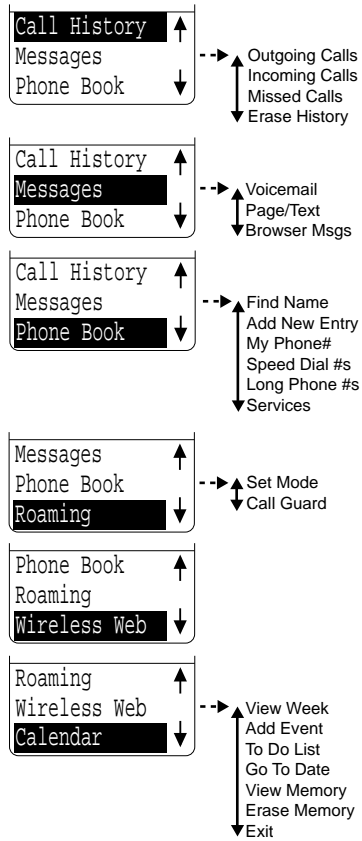 Call History
Messages
Phone Book
Outgoing Calls
Incoming Calls
Missed Calls
Erase History
Call History
Messages
Phone Book
Voicemail
Page/Text
Browser Msgs
Call History
Messages
Phone Book
Find Name
Add New Entry
My Phone#
Speed Dial #s
Long Phone #s
Services
Messages
Phone Book
Roaming
Set Mode
Call Guard
Phone Book
Roaming
Wireless Web
Roaming
Wireless Web
Calendar
View Week
Add Event
To Do List
Go To Date
View Memory
Erase Memory
Exit